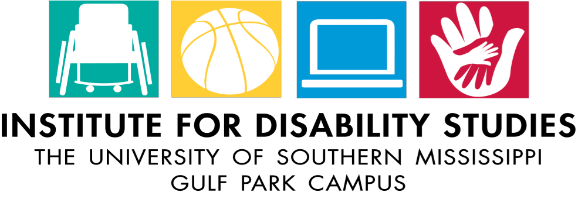 INSTITUTE FOR DISABILITY STUDIES
THE UNIVERSITY OF SOUTHERN MISSISSIPPI
GULF PARK CAMPUS